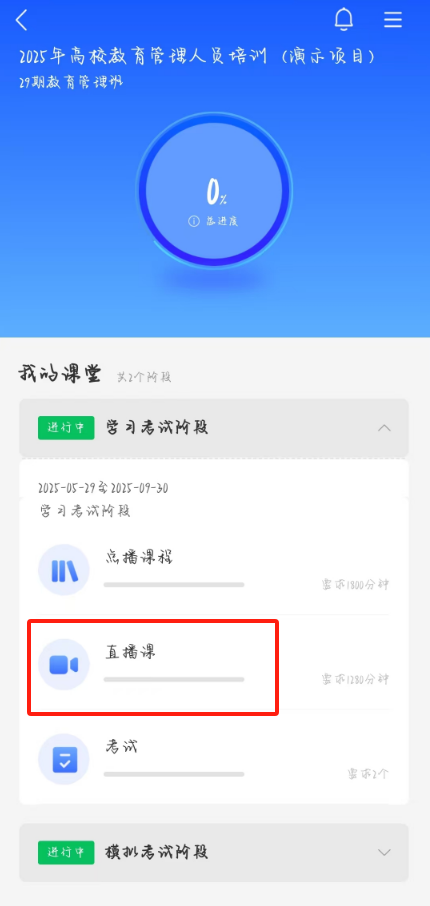 2025年高校教育管理人员培训（演示项目）
29期教育管理班
0%
总进度
我的课堂 共2个阶段
进行中 学习考试阶段
2025-05-29至2025-09-30
学习考试阶段
点播课程
需求1800分钟
直播课
需求1280分钟
考试
需求2个
进行中 模拟考试阶段